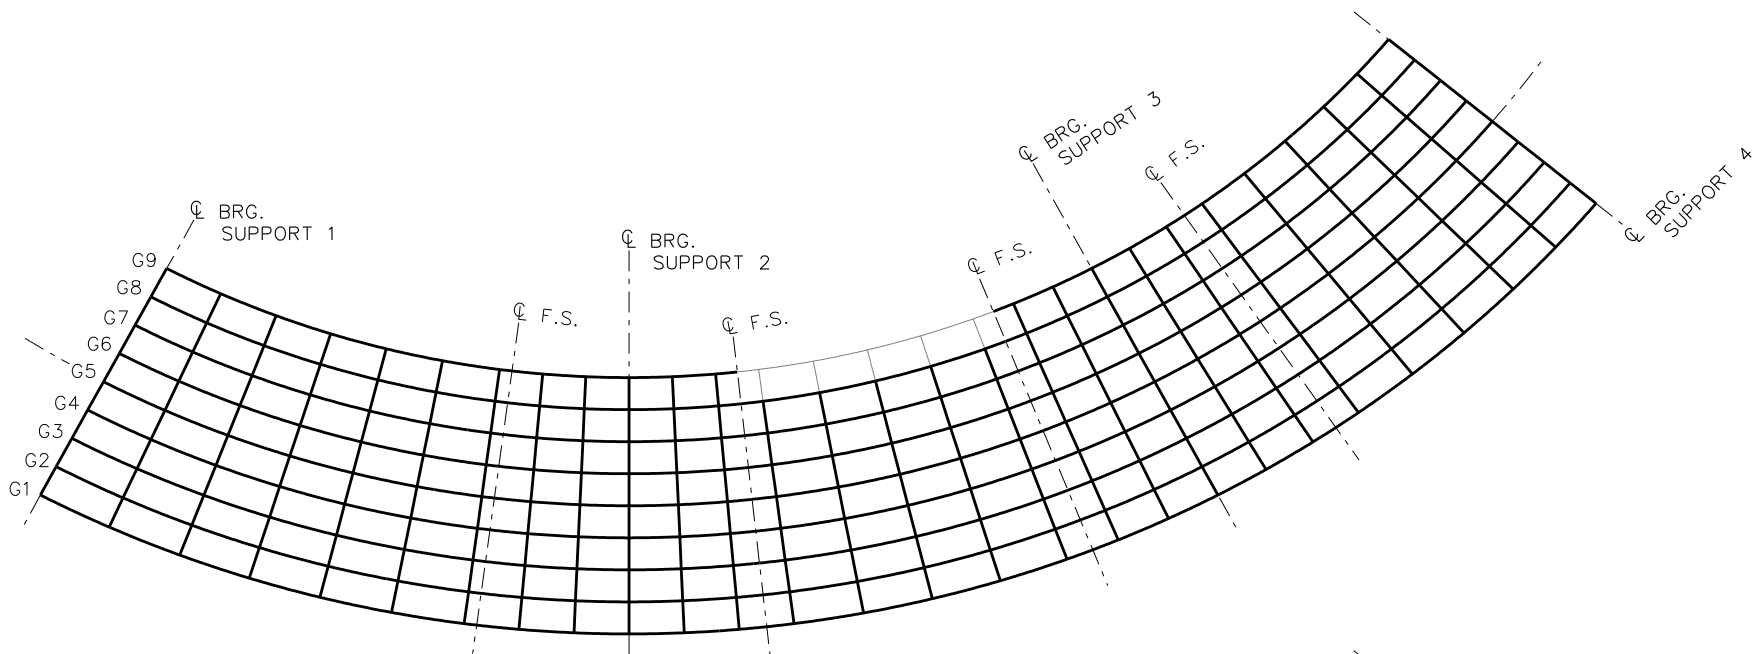 ℄ BRG.
SUPPORT 1
℄ F.S.
℄ BRG.
SUPPORT 2
℄ F.S.
℄ F.S.
℄ BRG.
SUPPORT 3
℄ F.S.
℄ BRG.
SUPPORT 4
G9
G8
G7
G6
G5
G4
G3
G2
G1